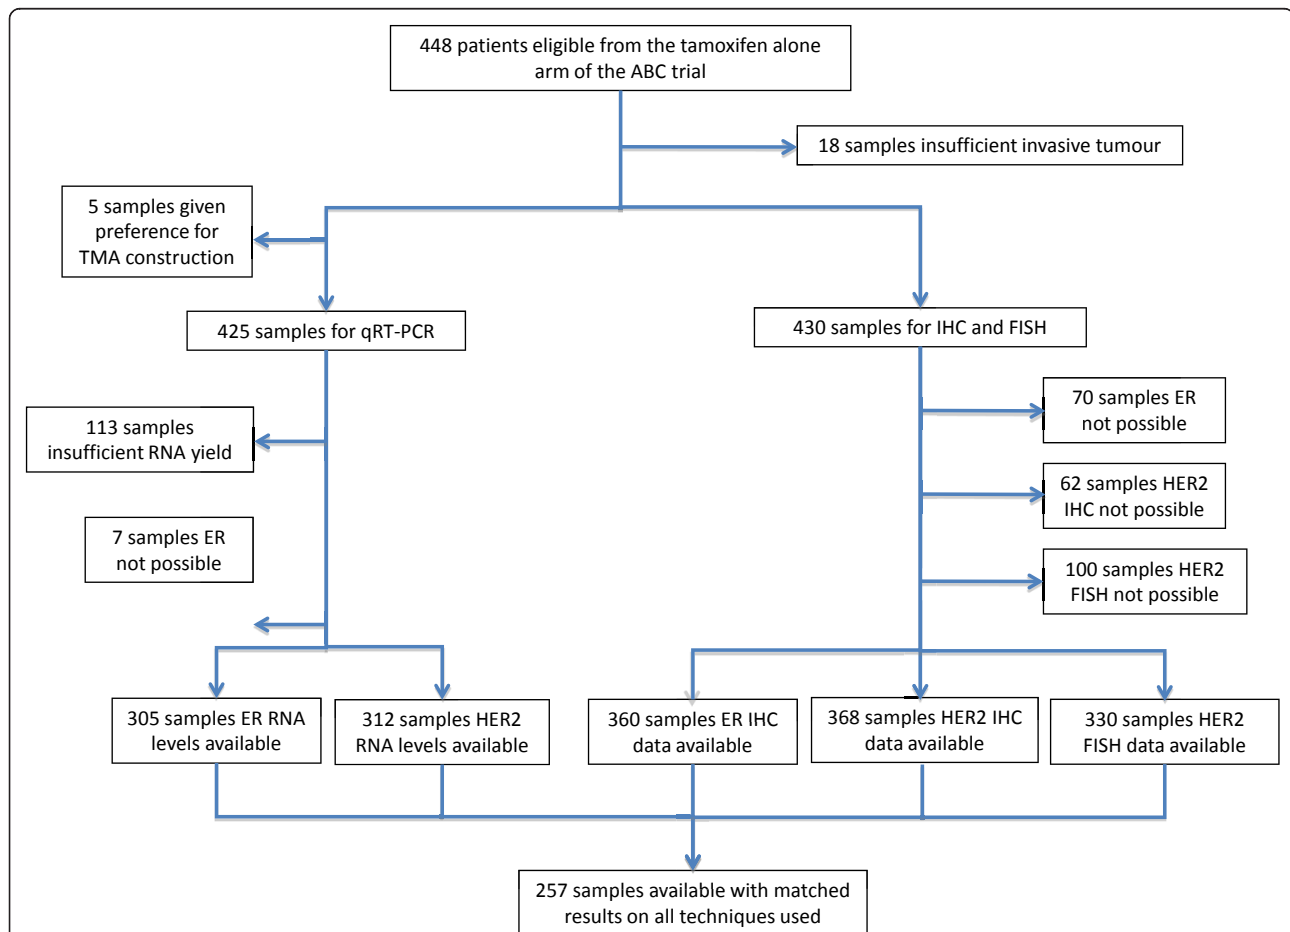 448 patients eligible from the tamoxifen alone
arm of the ABC trial
18 samples insufficient invasive tumour
5 samples given
preference for
TMA construction
425 samples for qRT-PCR
430 samples for IHC and FISH
113 samples
insufficient RNA yield
7 samples ER
not possible
70 samples ER
not possible
62 samples HER2
IHC not possible
100 samples HER2
FISH not possible
305 samples ER RNA
levels available
312 samples HER2
RNA levels available
360 samples ER IHC
data available
368 samples HER2 IHC
data available
330 samples HER2
FISH data available
257 samples available with matched
results on all techniques used